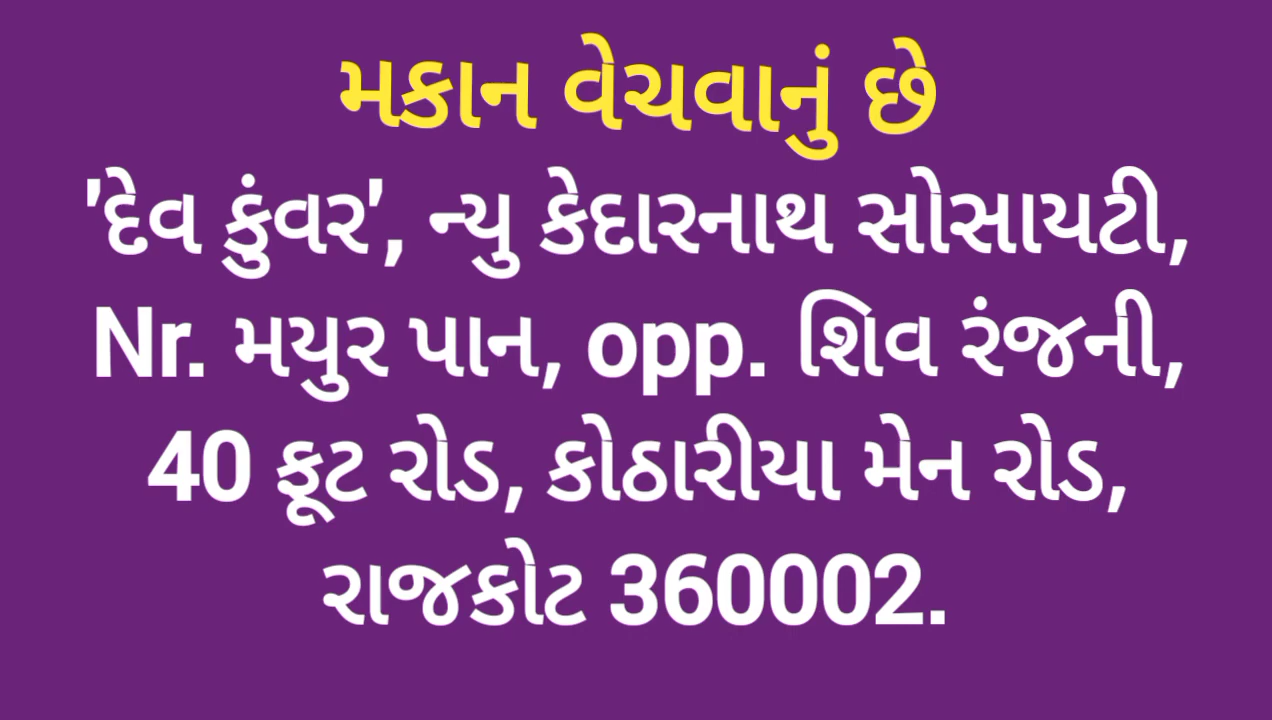 મકાન વેચવાનું છે
'દેવ કુંવર', ન્યુ કેદારનાથ સોસાયટી,
Nr. મયુર પાન, opp. શિવ રંજની,
40 ફૂટ રોડ, કોઠારીયા મેન રોડ,
રાજકોટ 360002.